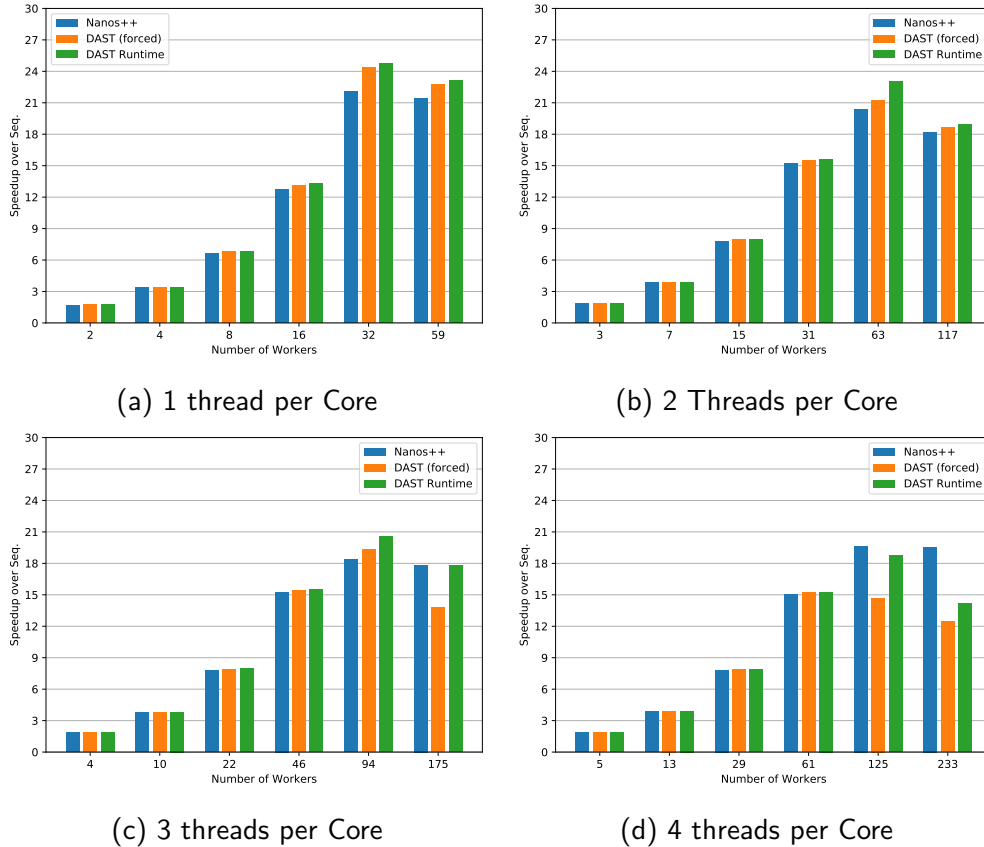 30
27
24
21
18
15
12
9
6
3
0
Speedup over Seq.
Nanos++
DAST (forced)
DAST Runtime
2 4 8 16 32 59
Number of Workers
(a) 1 thread per Core
30
27
24
21
18
15
12
9
6
3
0
Speedup over Seq.
Nanos++
DAST (forced)
DAST Runtime
3 7 15 31 63 117
Number of Workers
(b) 2 Threads per Core
30
27
24
21
18
15
12
9
6
3
0
Speedup over Seq.
Nanos++
DAST (forced)
DAST Runtime
4 10 22 46 94 175
Number of Workers
(c) 3 threads per Core
30
27
24
21
18
15
12
9
6
3
0
Speedup over Seq.
Nanos++
DAST (forced)
DAST Runtime
5 13 29 61 125 233
Number of Workers
(d) 4 threads per Core